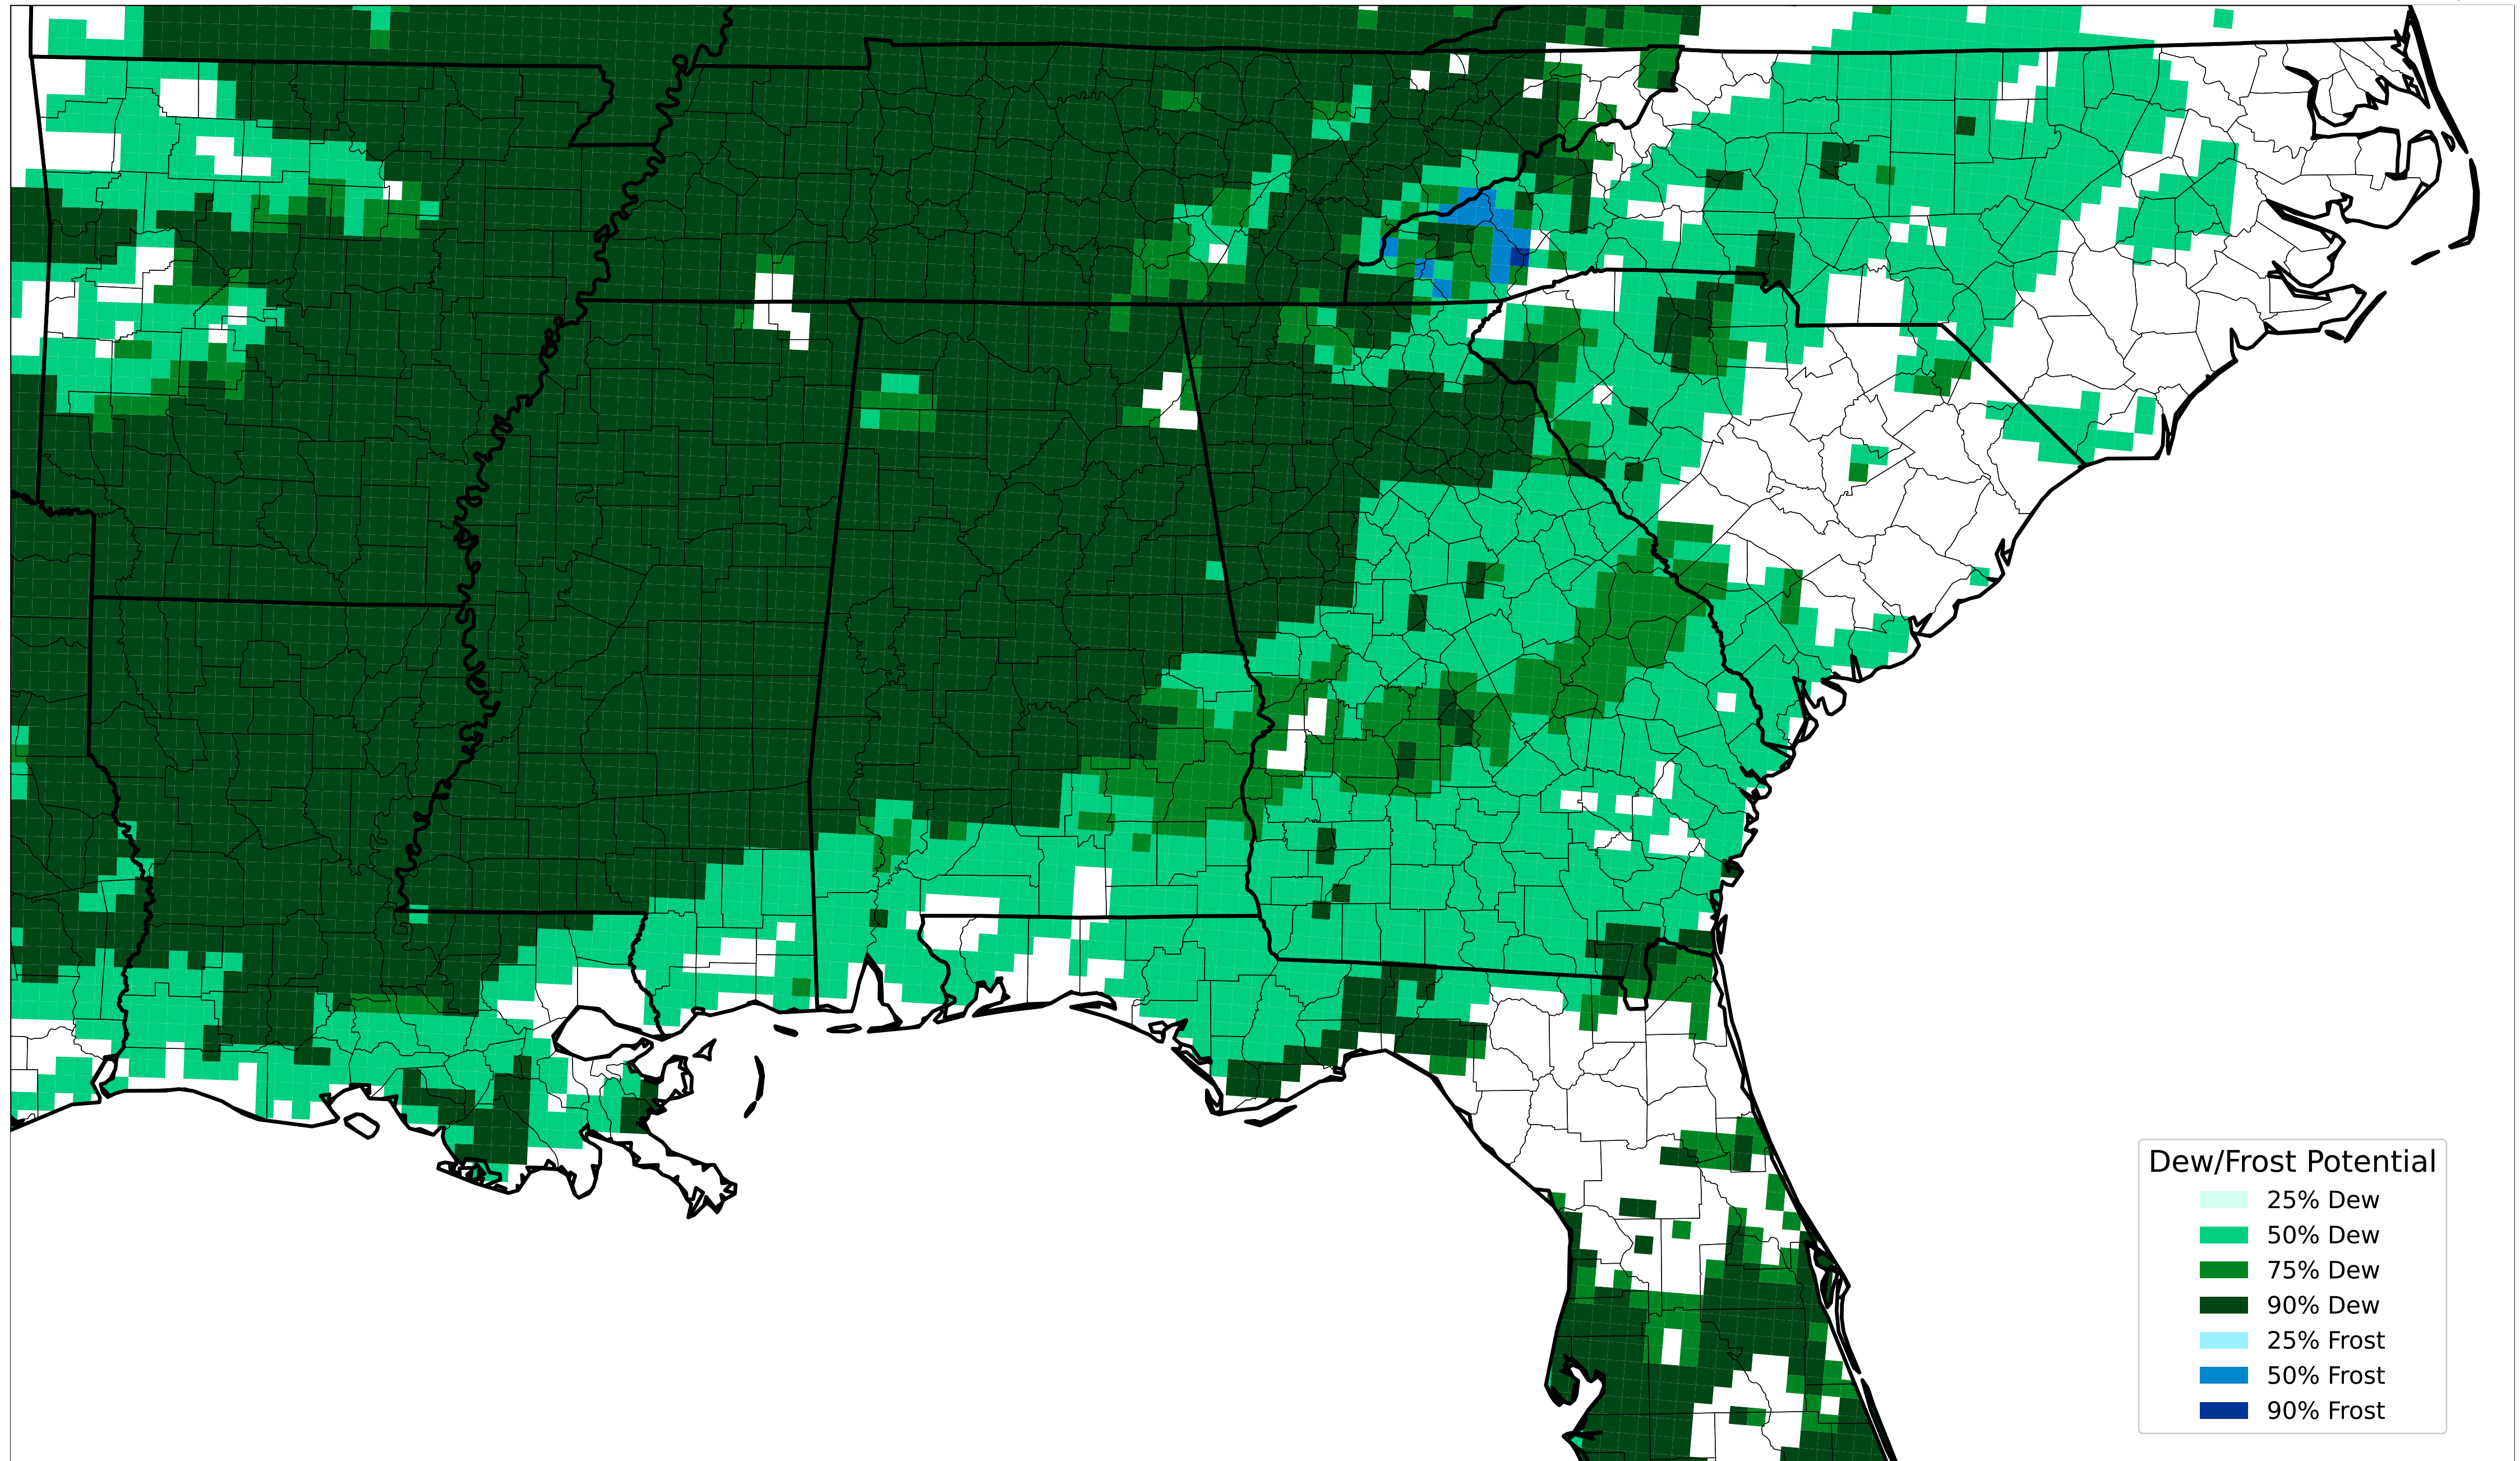 Dew/Frost Potential
25% Dew
50% Dew
75% Dew
90% Dew
25% Frost
50% Frost
90% Frost